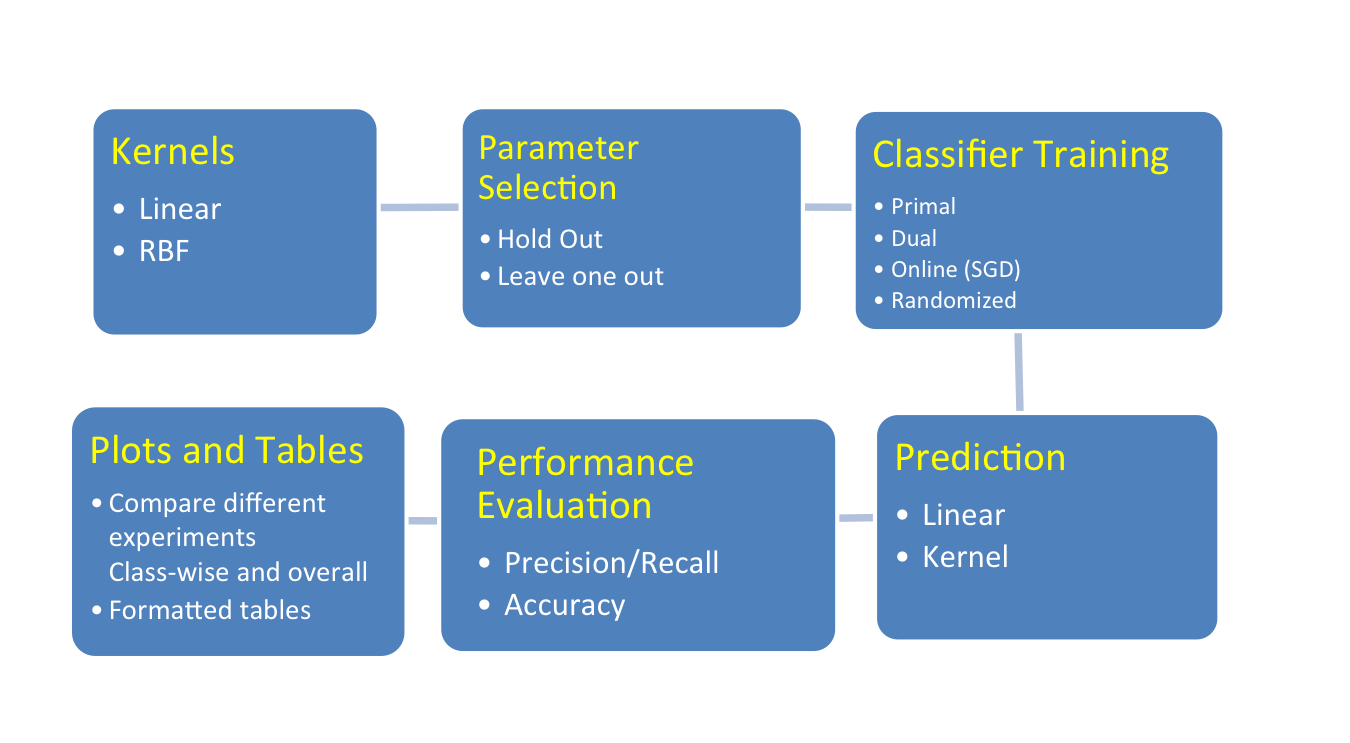 Kernels
• Linear
• RBF
Parameter
Selection
• Hold Out
• Leave one out
Classifier Training
• Primal
• Dual
• Online (SGD)
• Randomized
Plots and Tables
• Compare different
experiments
Class-wise and overall
• Formatted tables
Performance
Evaluation
• Precision/Recall
• Accuracy
Prediction
• Linear
• Kernel